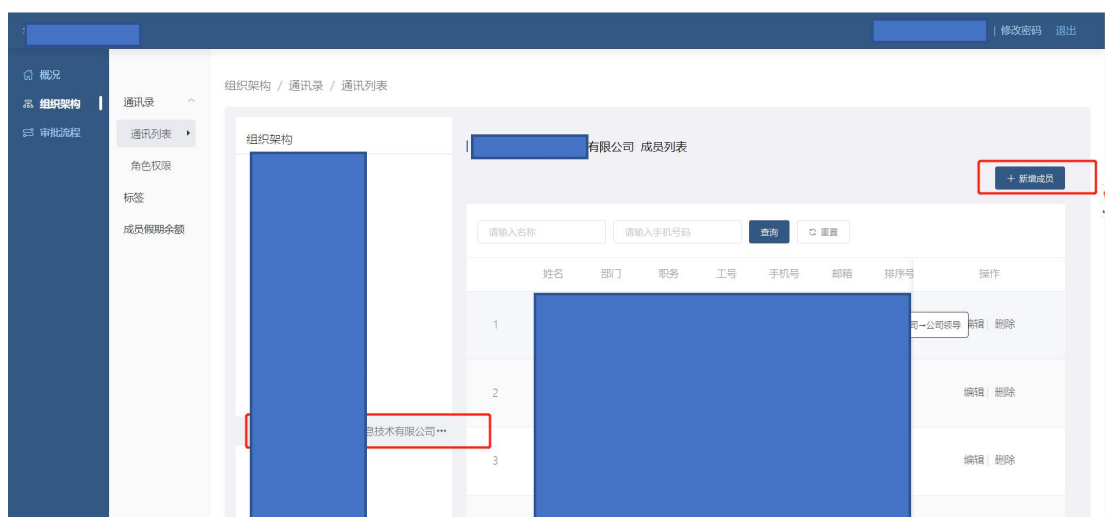 | 修改密码 退出
概况
组织架构
审批流程
通讯录
通讯列表
角色权限
标签
成员假期余额
组织架构 / 通讯录 / 通讯列表
组织架构
息技术有限公司···
有限公司 成员列表
+ 新增成员
请输入名称 请输入手机号码 查询 重置
姓名 部门 职务 工号 手机号 邮箱 排序号 操作
1 司→公司领导 编辑 | 删除
2 编辑 | 删除
3 编辑 | 删除